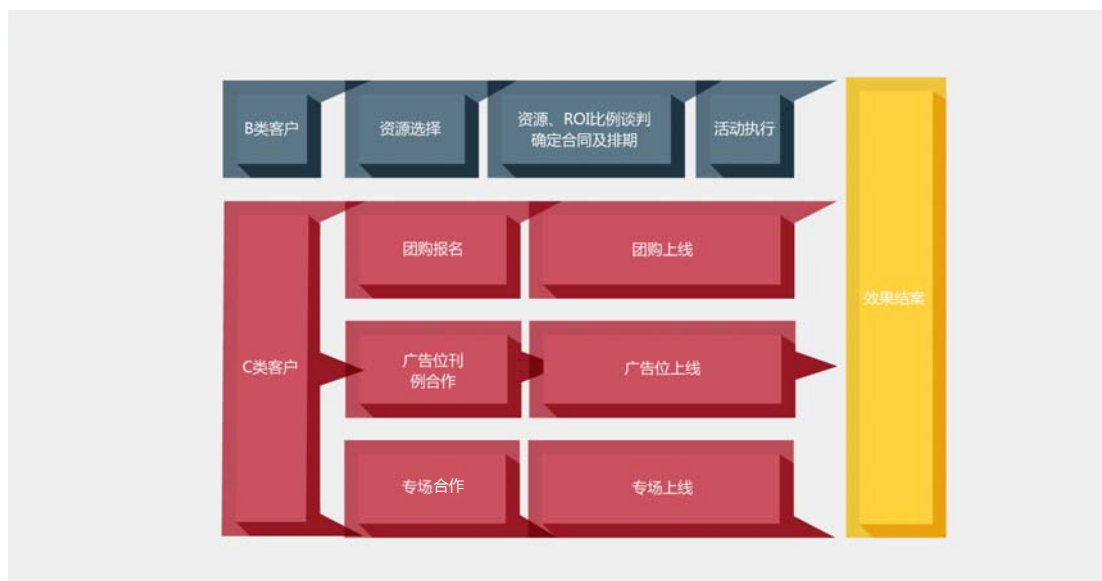 B类客户
资源选择
资源、ROI比例谈判
确定合同及排期
活动执行
团购报名
团购上线
效果结案
C类客户
广告位刊
例合作
广告位上线
专场合作
专场上线